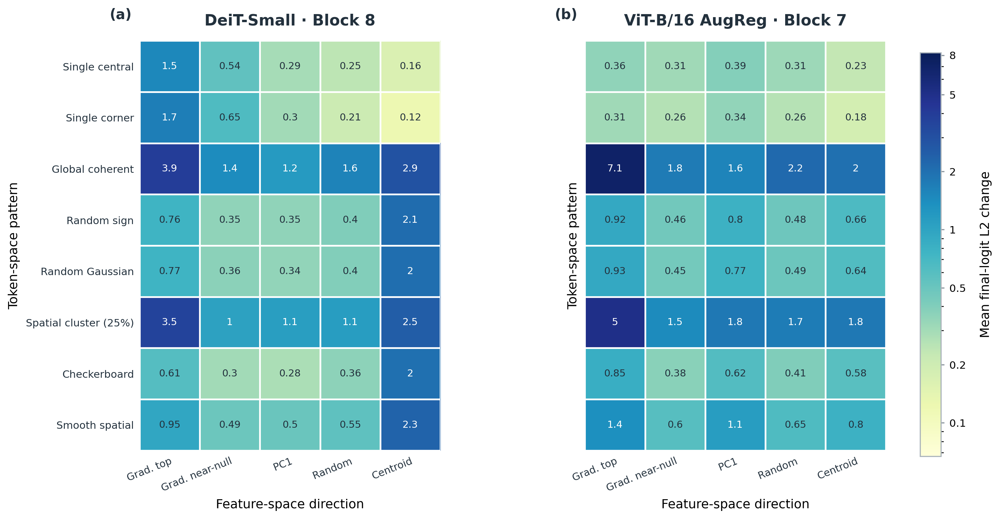 (a)
DeiT-Small · Block 8
Token-space pattern
Single central 1.5 0.54 0.29 0.25 0.16
Single corner 1.7 0.65 0.3 0.21 0.12
Global coherent 3.9 1.4 1.2 1.6 2.9
Random sign 0.76 0.35 0.35 0.4 2.1
Random Gaussian 0.77 0.36 0.34 0.4 2
Spatial cluster (25%) 3.5 1 1.1 1.1 2.5
Checkerboard 0.61 0.3 0.28 0.36 2
Smooth spatial 0.95 0.49 0.5 0.55 2.3
Grad. top Grad. near-null PC1 Random Centroid
Feature-space direction
(b)
ViT-B/16 AugReg · Block 7
Token-space pattern
0.36 0.31 0.39 0.31 0.23
0.31 0.26 0.34 0.26 0.18
7.1 1.8 1.6 2.2 2
0.92 0.46 0.8 0.48 0.66
0.93 0.45 0.77 0.49 0.64
5 1.5 1.8 1.7 1.8
0.85 0.38 0.62 0.41 0.58
1.4 0.6 1.1 0.65 0.8
Grad. top Grad. near-null PC1 Random Centroid
Feature-space direction
8
5
2
1
0.5
0.2
0.1
Mean final-logit L2 change